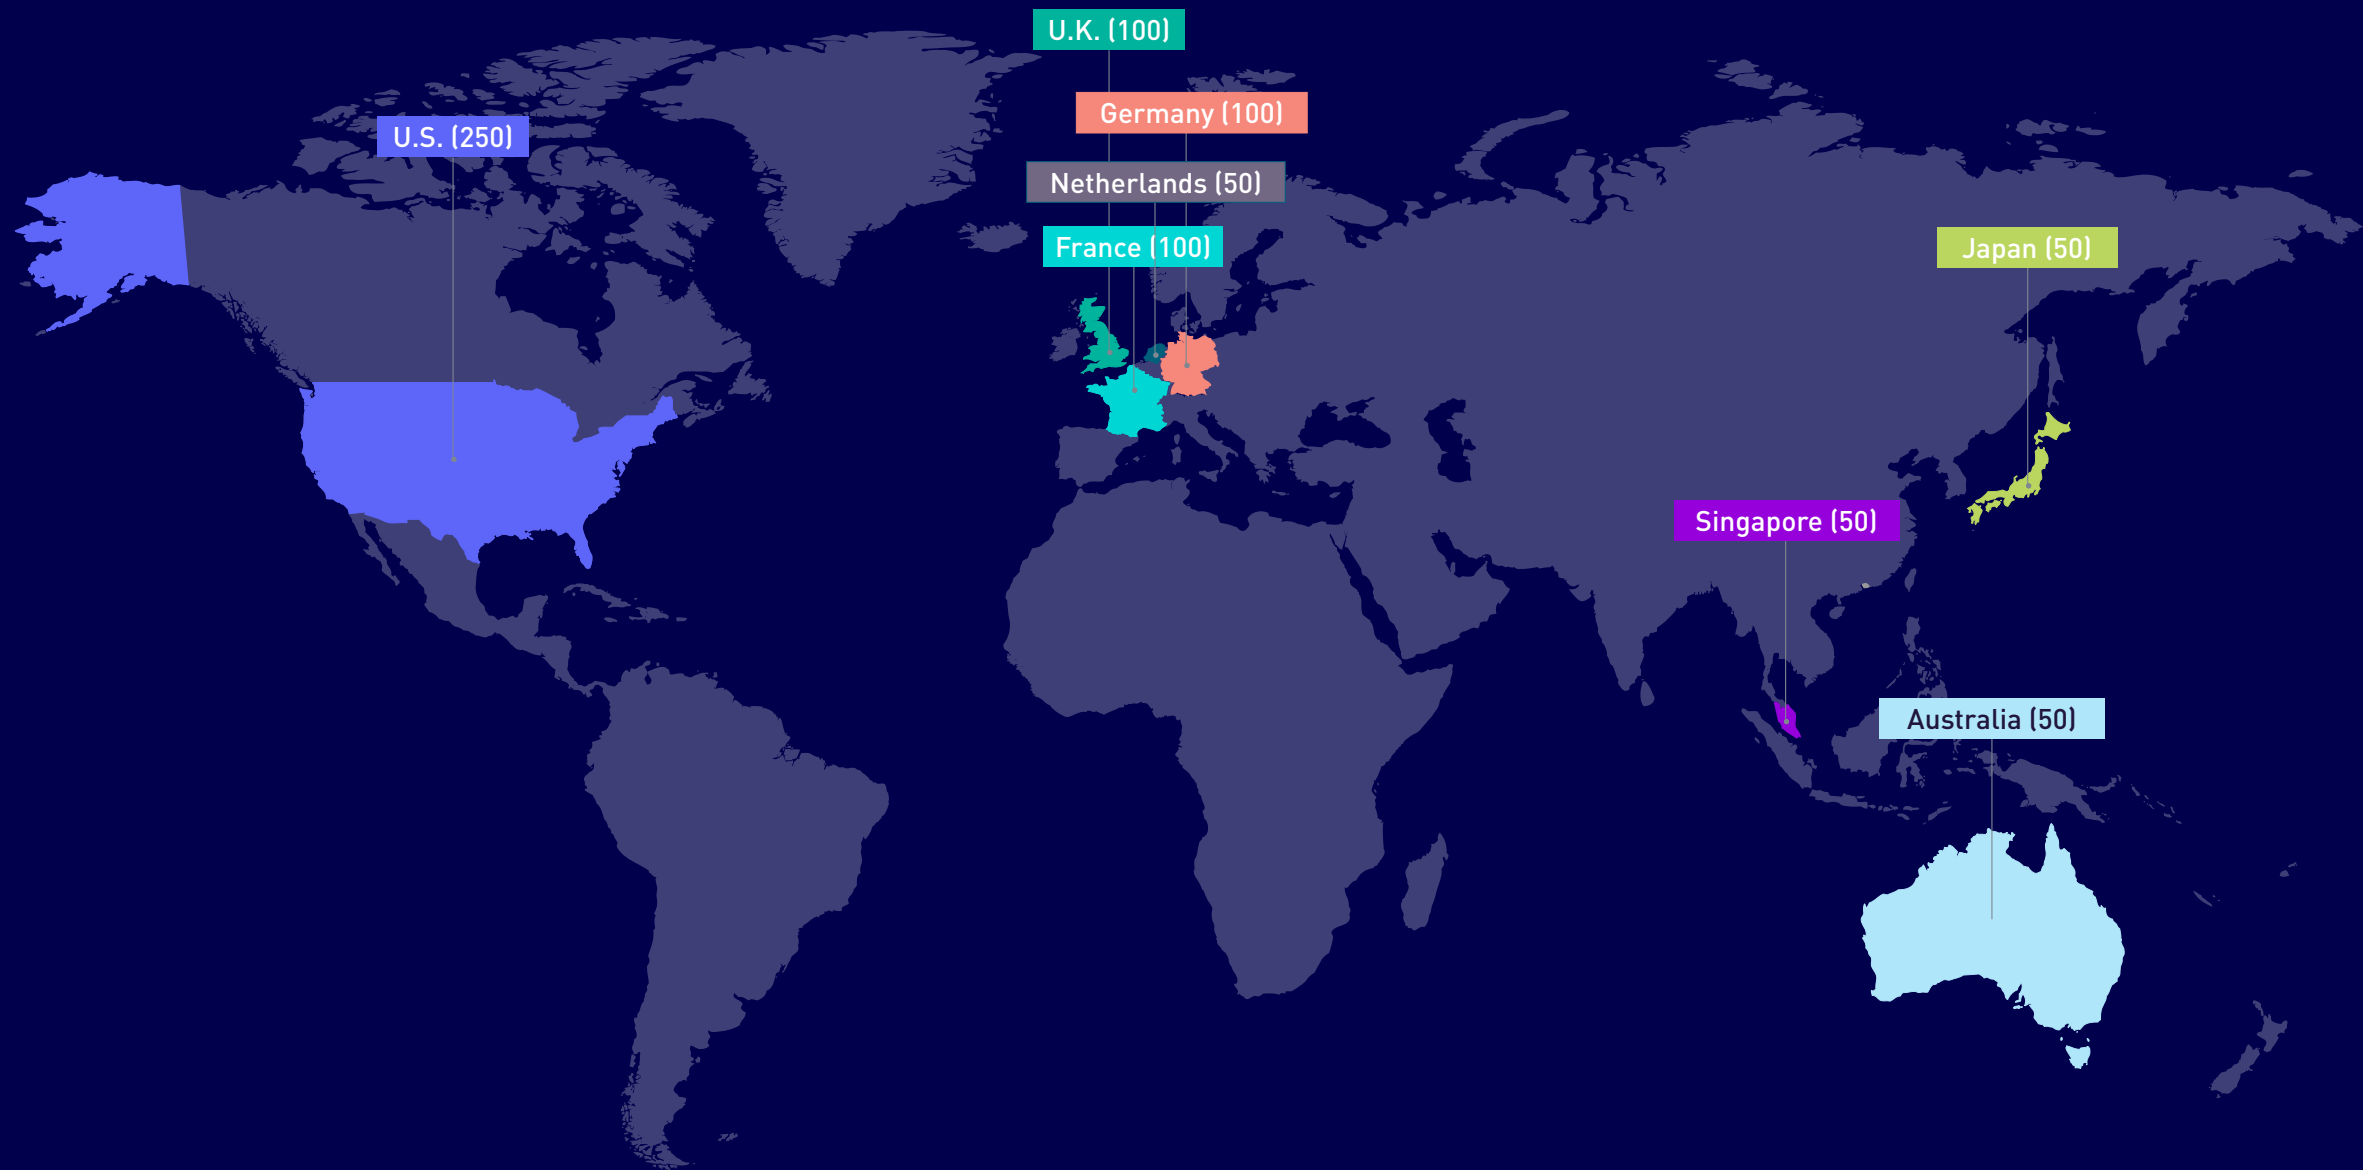 U.K. (100)
Germany (100)
U.S. (250)
Netherlands (50)
France (100)
Japan (50)
Singapore (50)
Australia (50)